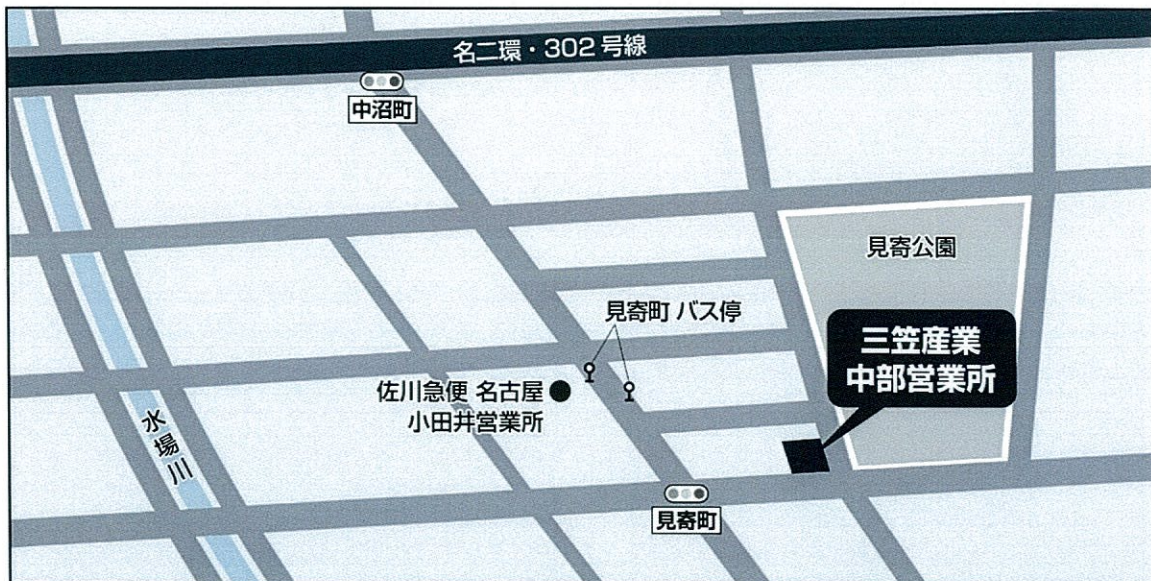 名二環・302号線
中沼町
見寄公園
見寄町 バス停
三笠産業
中部営業所
佐川急便 名古屋
小田井営業所
水場川
見寄町